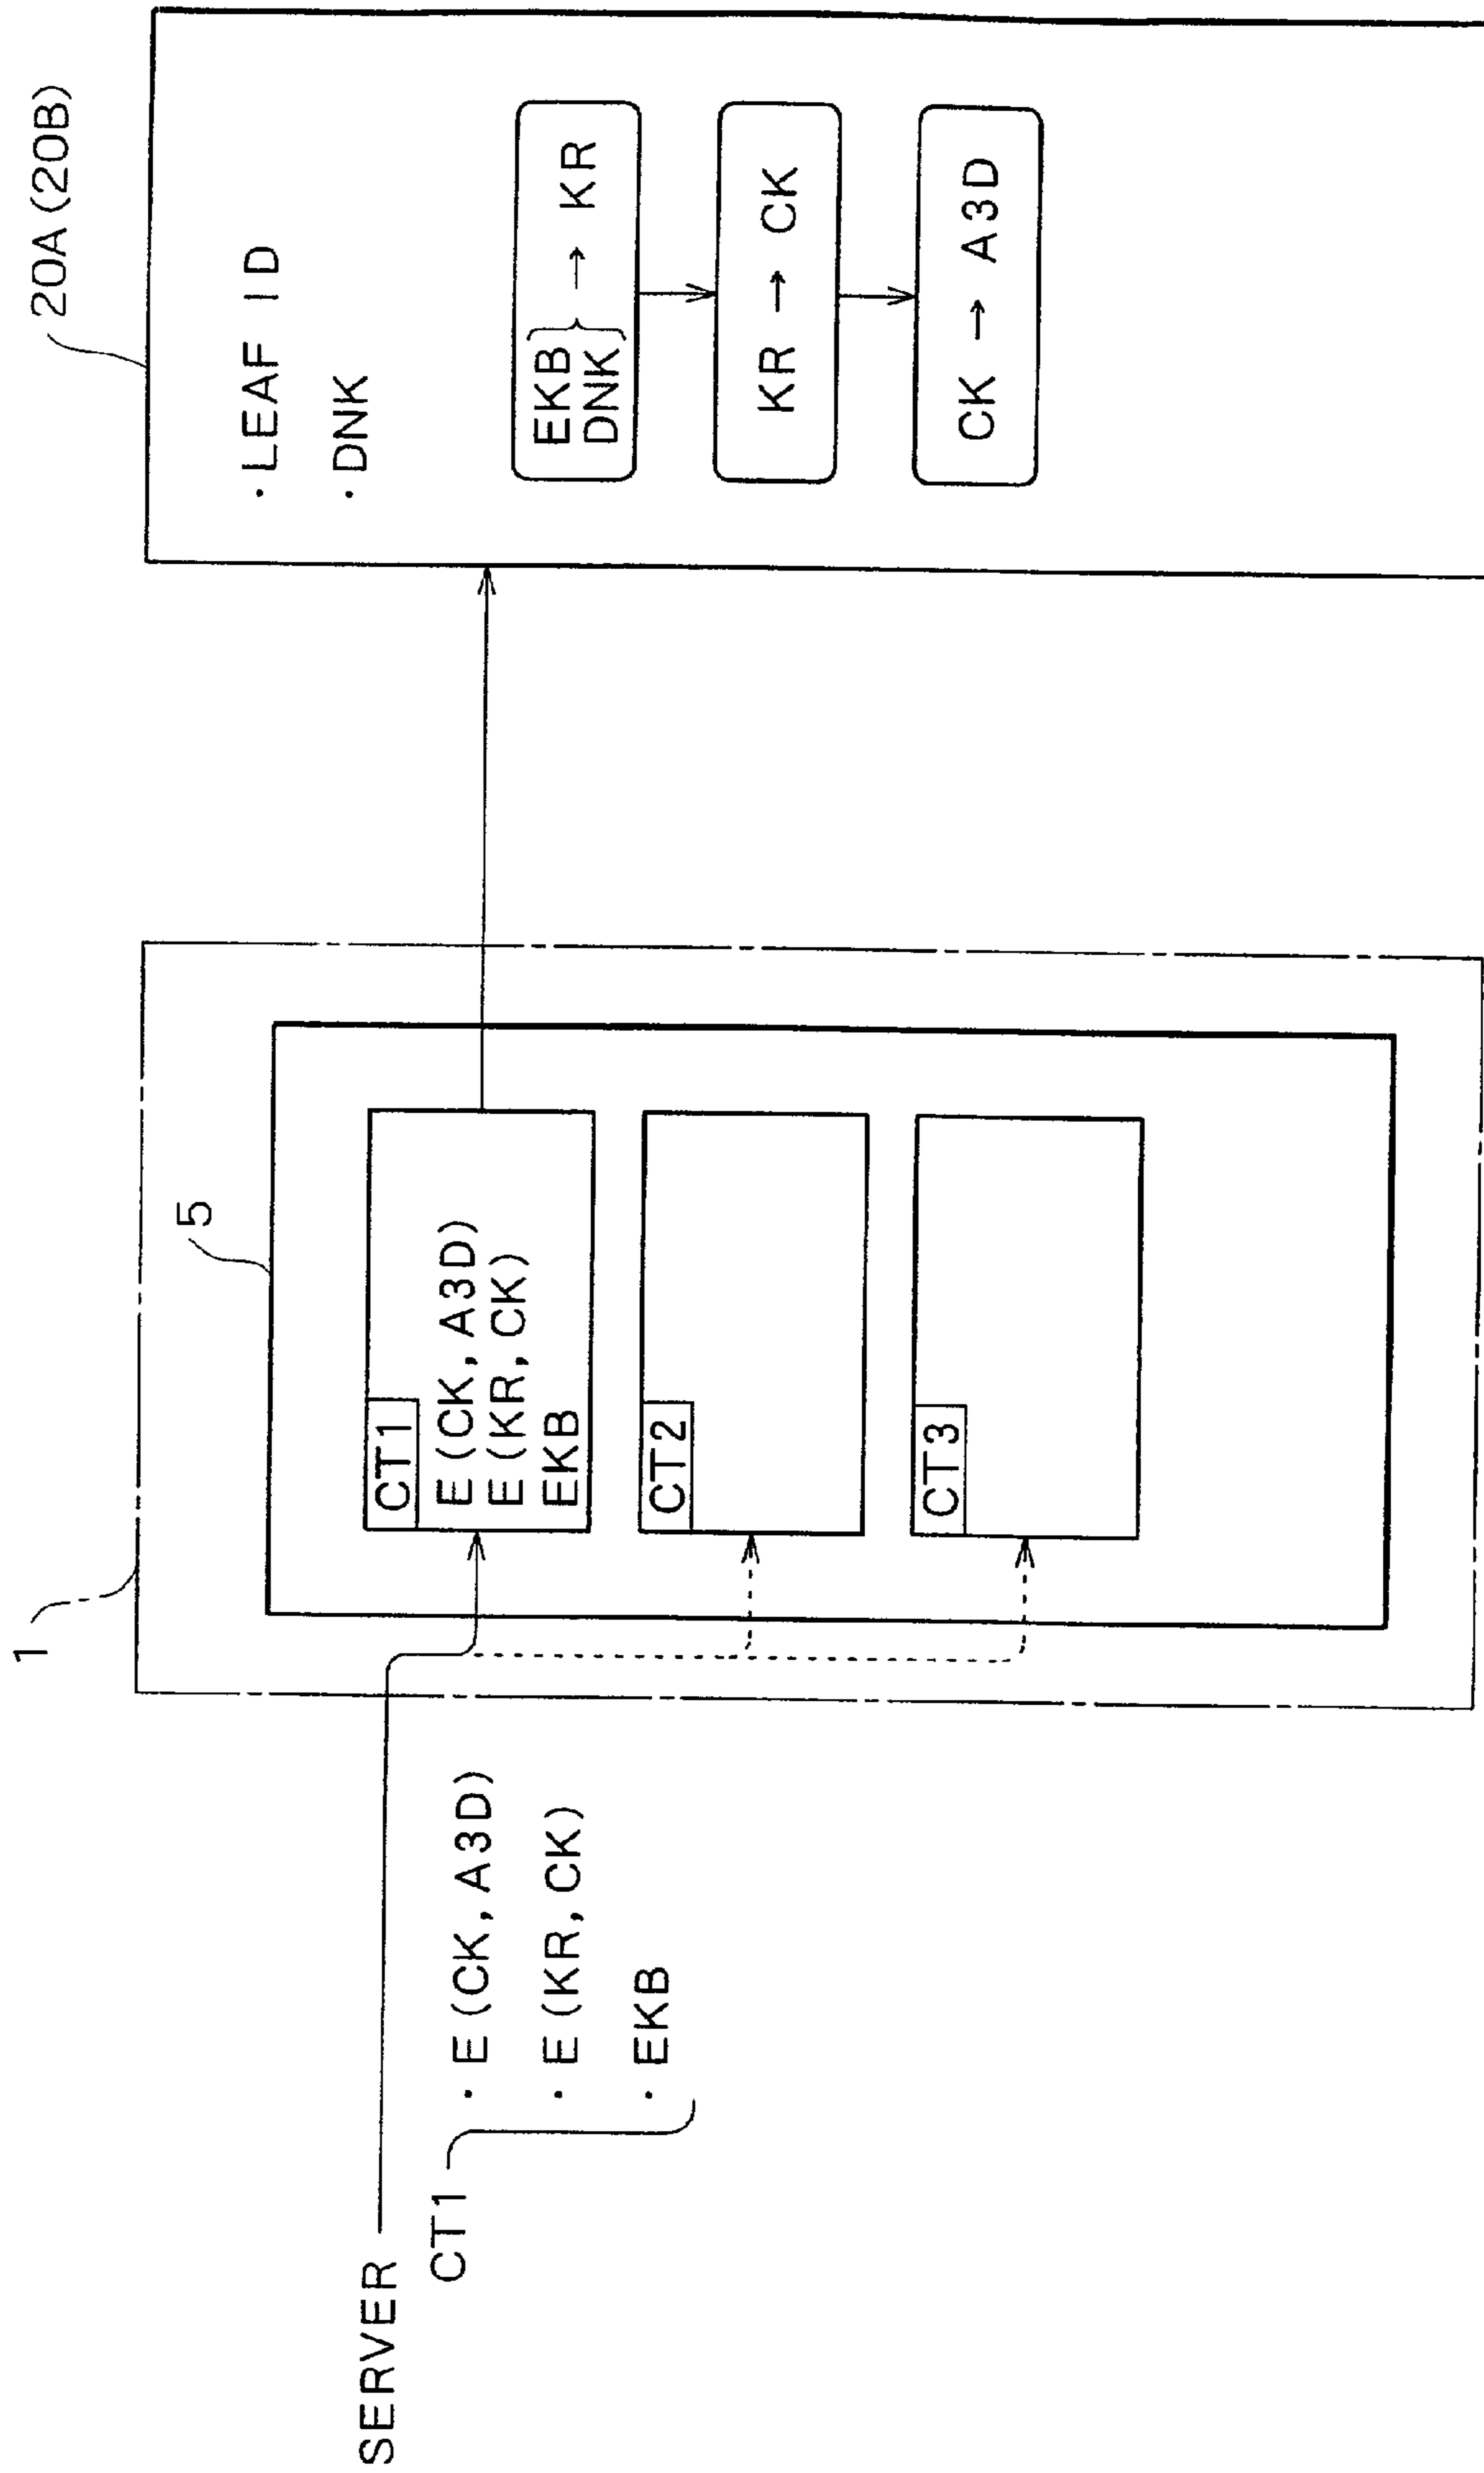 SERVER
CT1
· E (CK, A3D)
· E (KR, CK)
· EKB
1
5
CT1
E (CK, A3D)
E (KR, CK)
EKB
CT2
CT3
20A (20B)
· LEAF ID
· DNK
EKB
DNK } → KR
KR → CK
CK → A3D